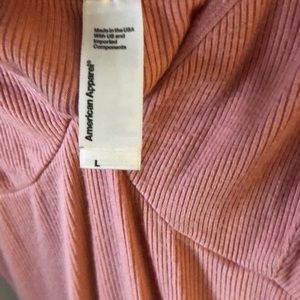 American Apparel®
Made in the USA
With US and
Imported
Components
L